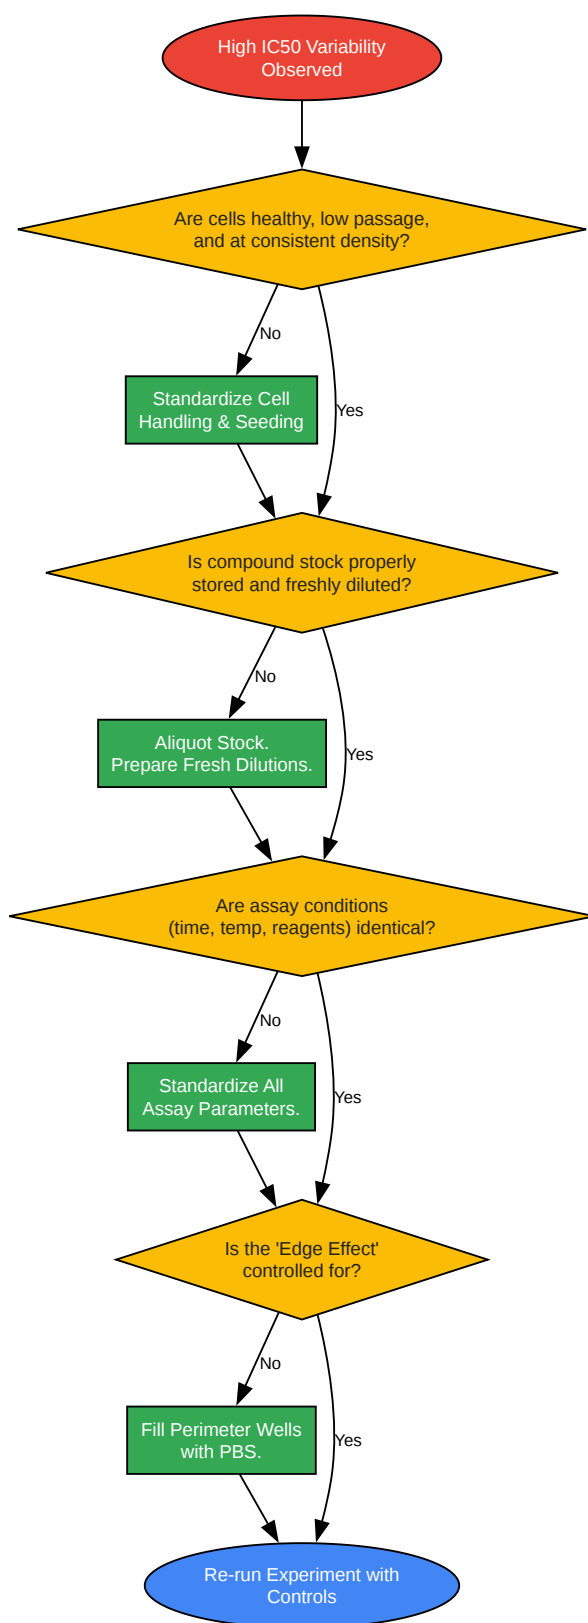 High IC50 Variability
Observed
Are cells healthy, low passage,
and at consistent density?
No
Yes
Standardize Cell
Handling & Seeding
Is compound stock properly
stored and freshly diluted?
No
Yes
Aliquot Stock.
Prepare Fresh Dilutions.
Are assay conditions
(time, temp, reagents) identical?
No
Yes
Standardize All
Assay Parameters.
Is the 'Edge Effect'
controlled for?
No
Yes
Fill Perimeter Wells
with PBS.
Re-run Experiment with
Controls